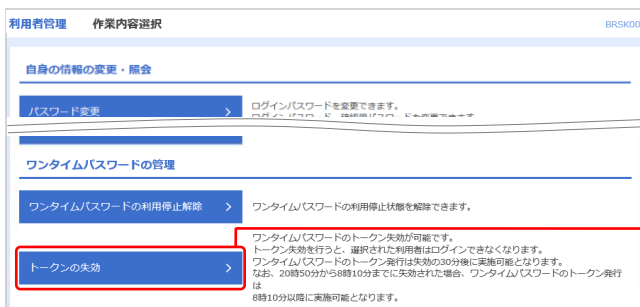 利用者管理 作業内容選択 BRSK00
自身の情報の変更・照会
パスワード変更
ログインパスワードを変更できます。
ワンタイムパスワードの管理
ワンタイムパスワードの利用停止解除
ワンタイムパスワードの利用停止状態を解除できます。
トークンの失効
ワンタイムパスワードのトークン失効が可能です。
トークン失効を行うと、選択された利用者はログインできなくなります。
ワンタイムパスワードのトークン発行は失効の30分後に実施可能となります。
なお、20時50分から8時10分までに失効された場合、ワンタイムパスワードのトークン発行
は
8時10分以降に実施可能となります。